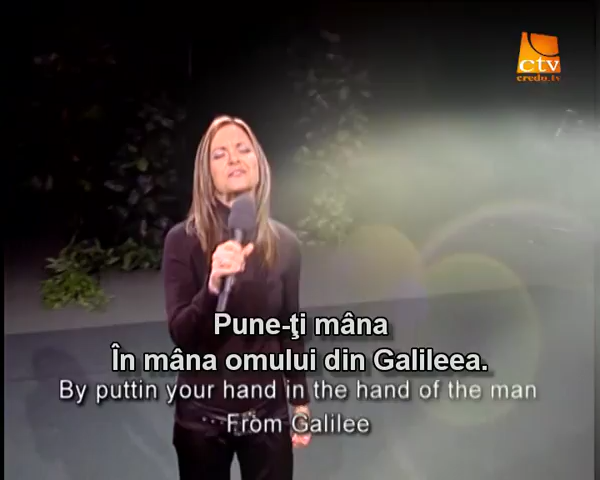 ctv
credo.tv
Pune-ţi mâna
În mâna omului din Galileea.
By puttin your hand in the hand of the man
From Galilee